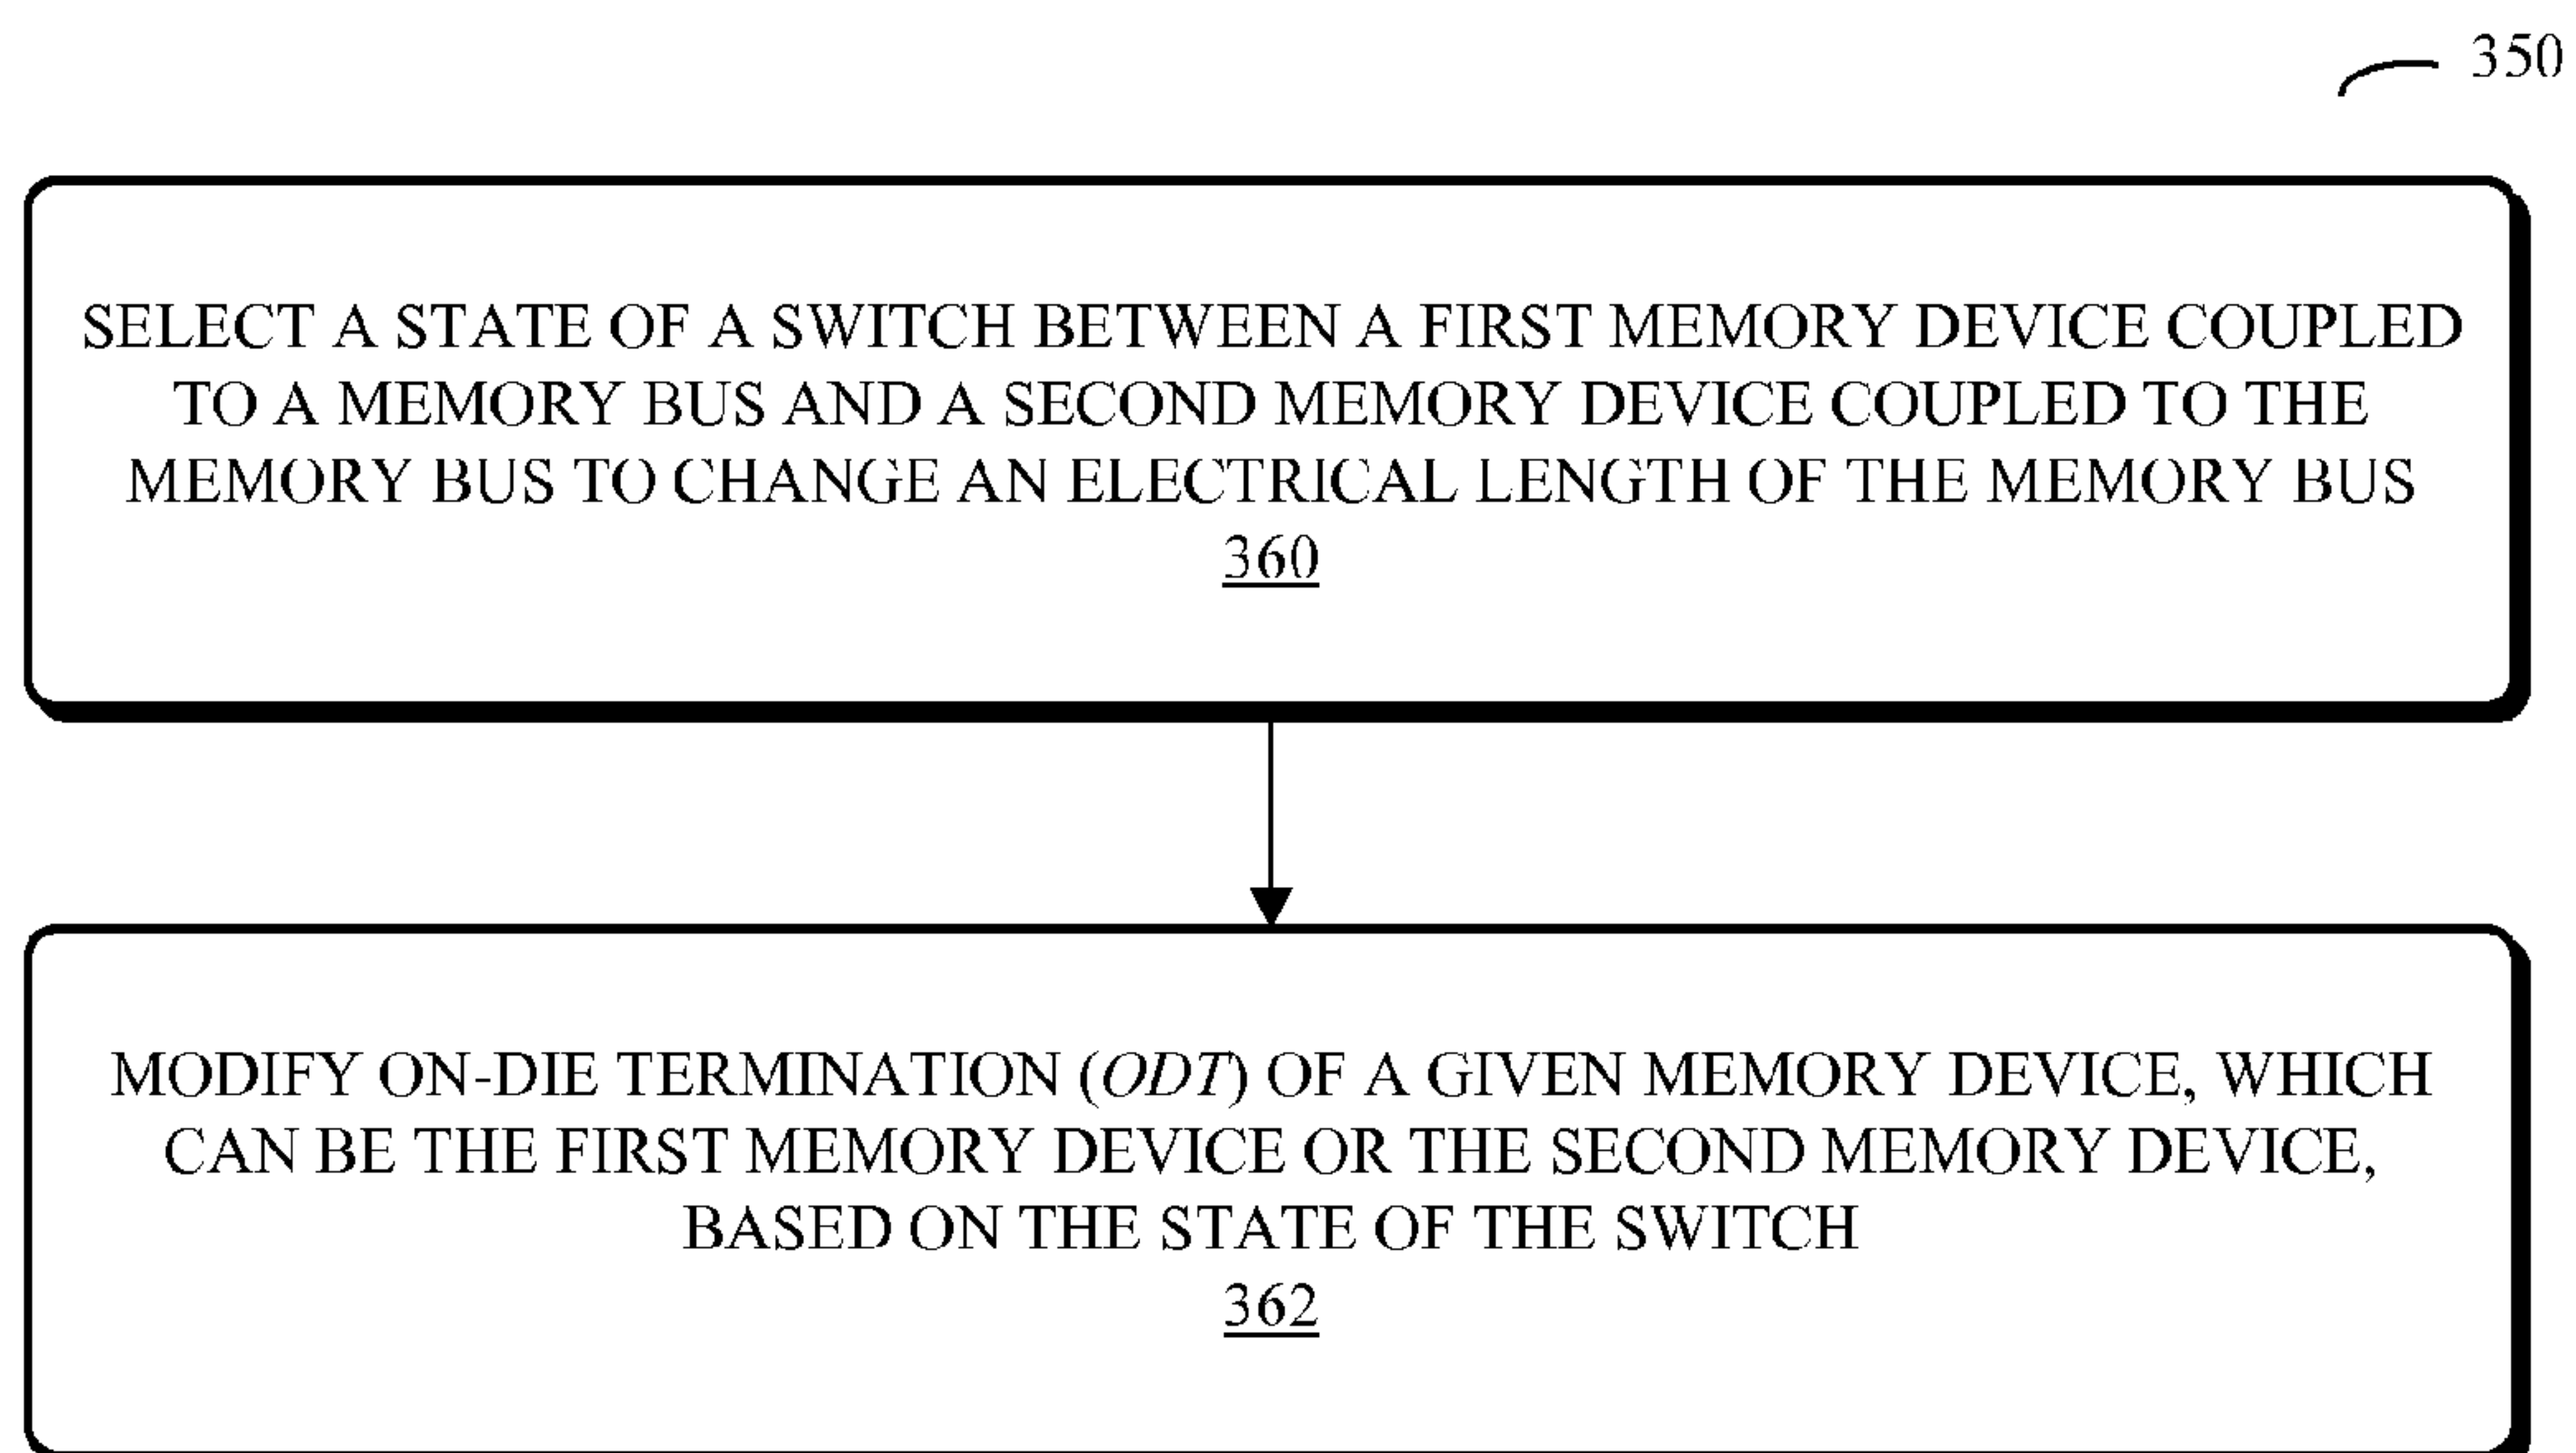 350
SELECT A STATE OF A SWITCH BETWEEN A FIRST MEMORY DEVICE COUPLED
TO A MEMORY BUS AND A SECOND MEMORY DEVICE COUPLED TO THE
MEMORY BUS TO CHANGE AN ELECTRICAL LENGTH OF THE MEMORY BUS
360
MODIFY ON-DIE TERMINATION (ODT) OF A GIVEN MEMORY DEVICE, WHICH
CAN BE THE FIRST MEMORY DEVICE OR THE SECOND MEMORY DEVICE,
BASED ON THE STATE OF THE SWITCH
362